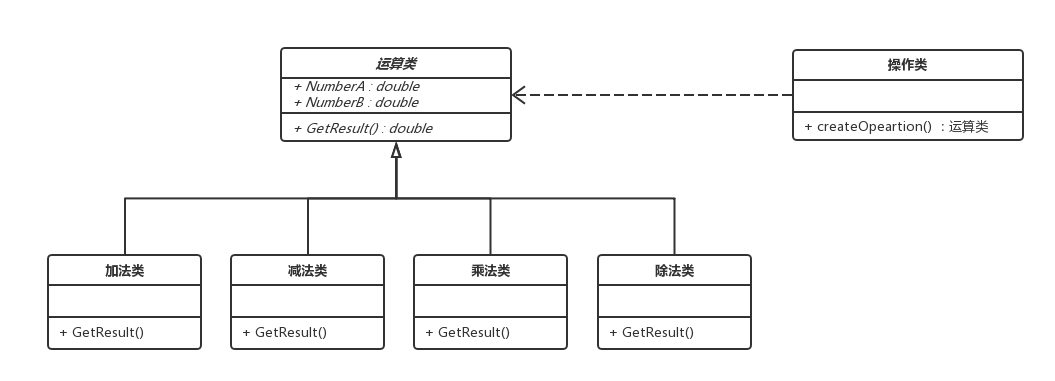 运算类
+ NumberA : double
+ NumberB : double
+ GetResult() : double
操作类
+ createOpeartion() : 运算类
加法类
+ GetResult()
减法类
+ GetResult()
乘法类
+ GetResult()
除法类
+ GetResult()